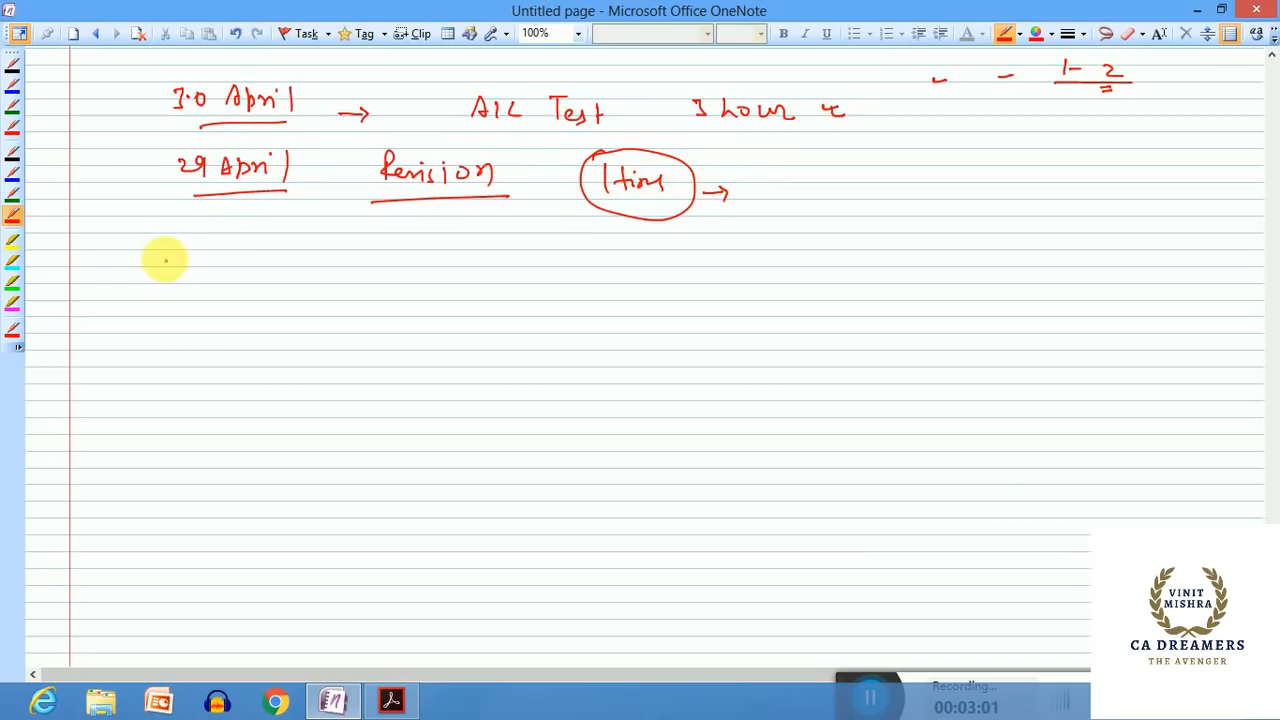 Untitled page - Microsoft Office OneNote
Task Tag Clip 100% B I U A
1- 2
30 April → A/C Test 3 hour
29 April Revision 1 time →
VINIT
MISHRA
CA DREAMERS
THE AVENGER
Recording...
00:03:01